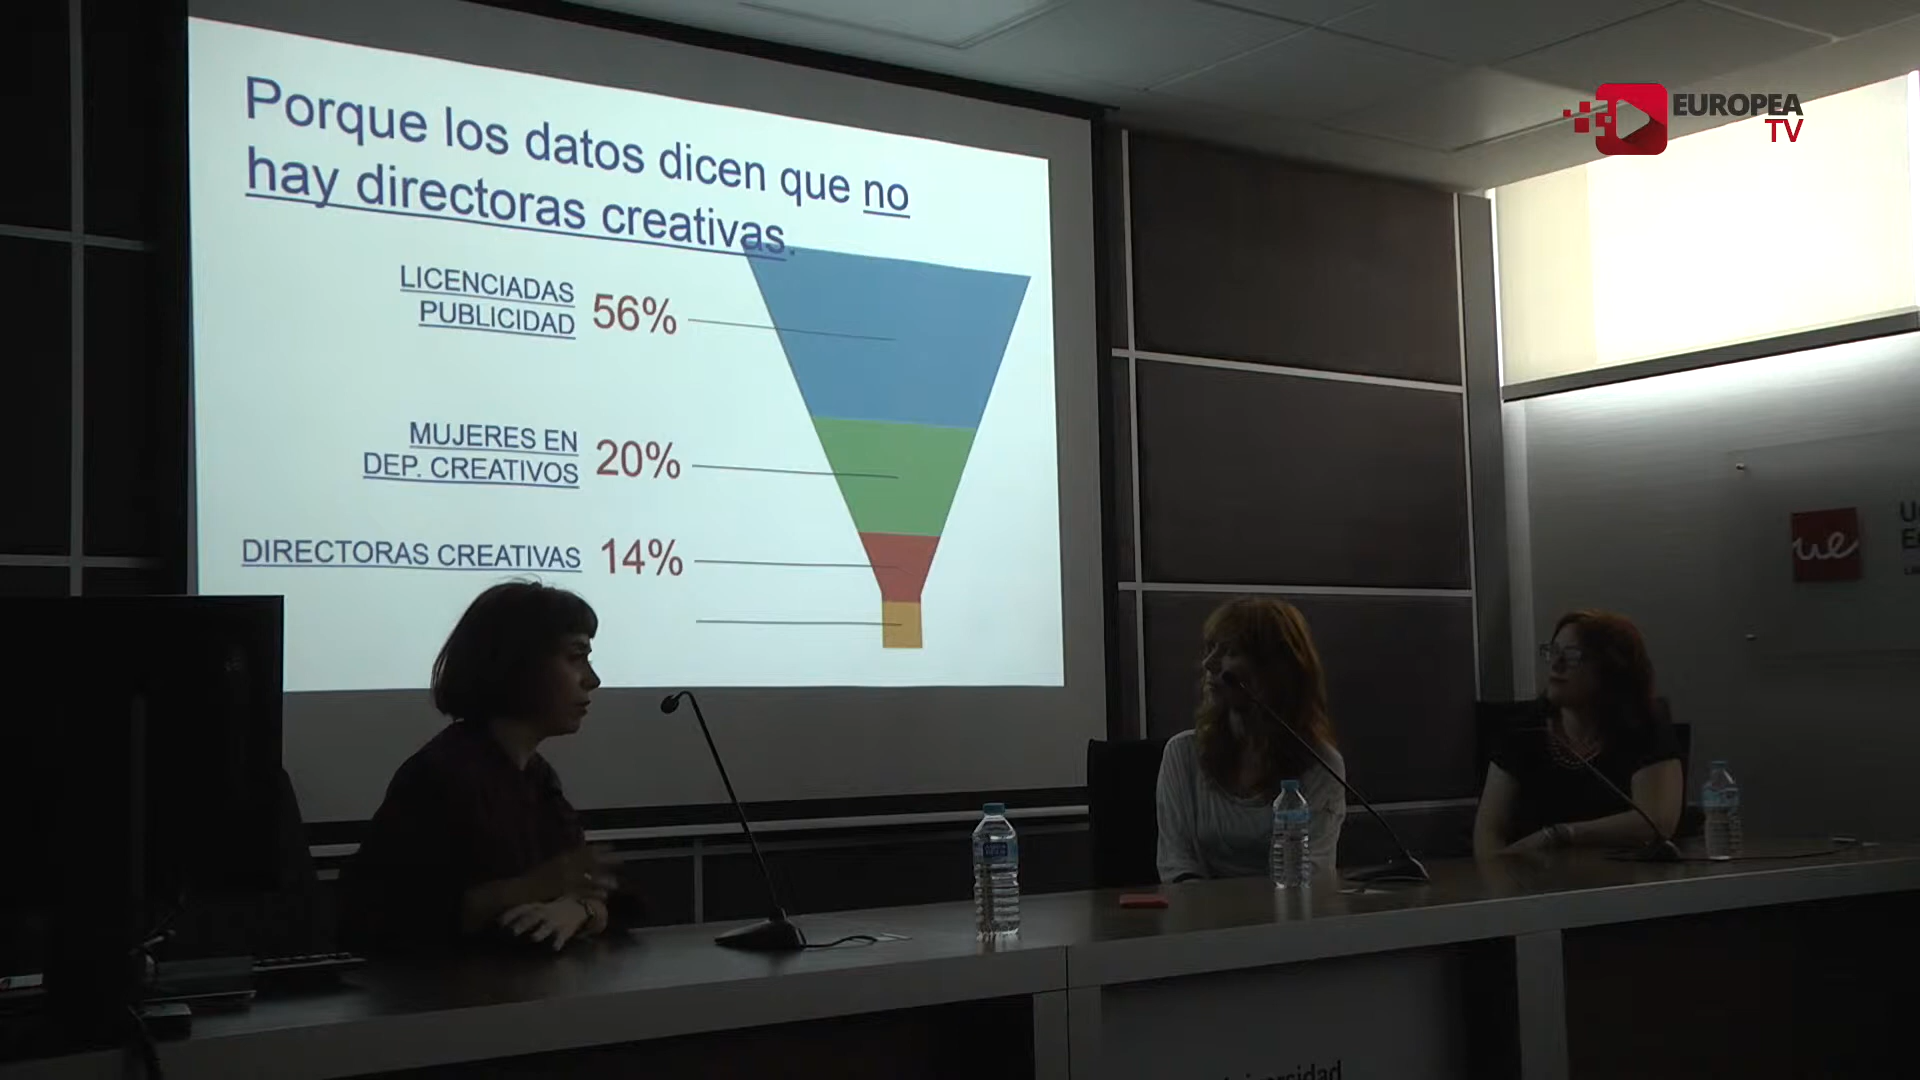 Porque los datos dicen que no
hay directoras creativas.
LICENCIADAS
PUBLICIDAD
56%
MUJERES EN
DEP. CREATIVOS
20%
DIRECTORAS CREATIVAS
14%
EUROPEA
TV
ue